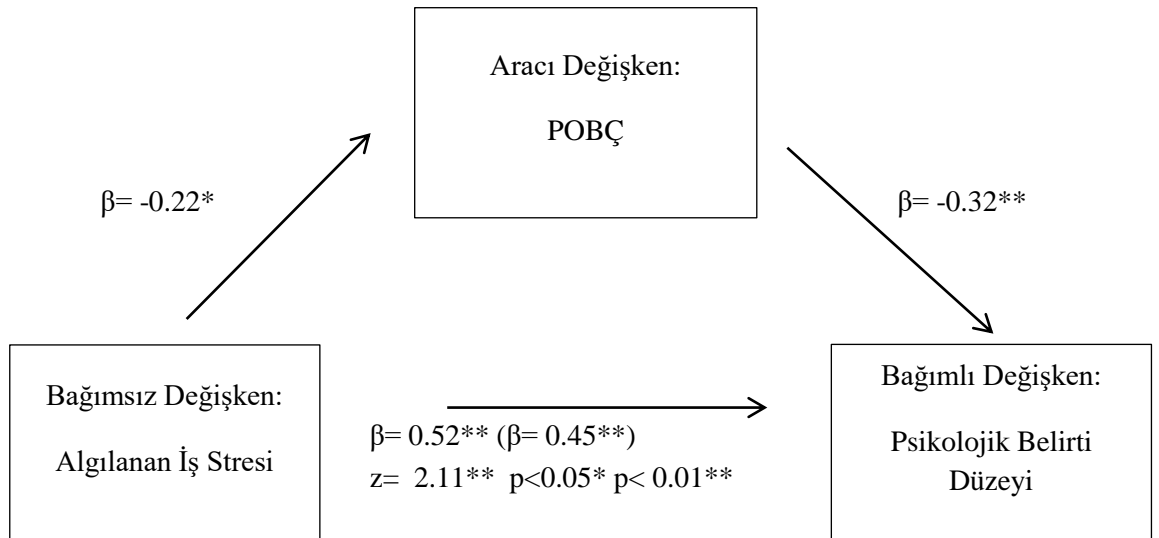 Aracı Değişken:
POBÇ
β= -0.22*
β= -0.32**
Bağımsız Değişken:
Algılanan İş Stresi
β= 0.52** (β= 0.45**)
z= 2.11** p<0.05* p< 0.01**
Bağımlı Değişken:
Psikolojik Belirti
Düzeyi